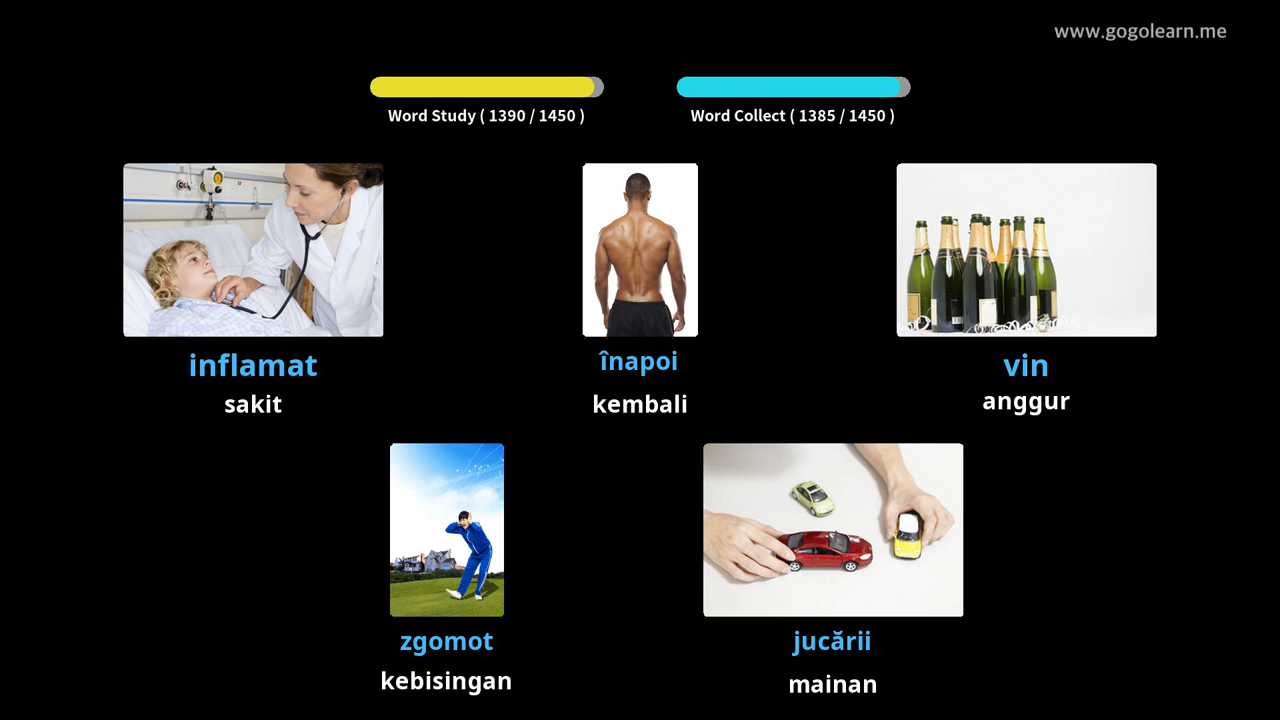 www.gogolearn.me
Word Study ( 1390 / 1450 )
Word Collect ( 1385 / 1450 )
inflamat
sakit
înapoi
kembali
vin
anggur
zgomot
kebisingan
jucării
mainan